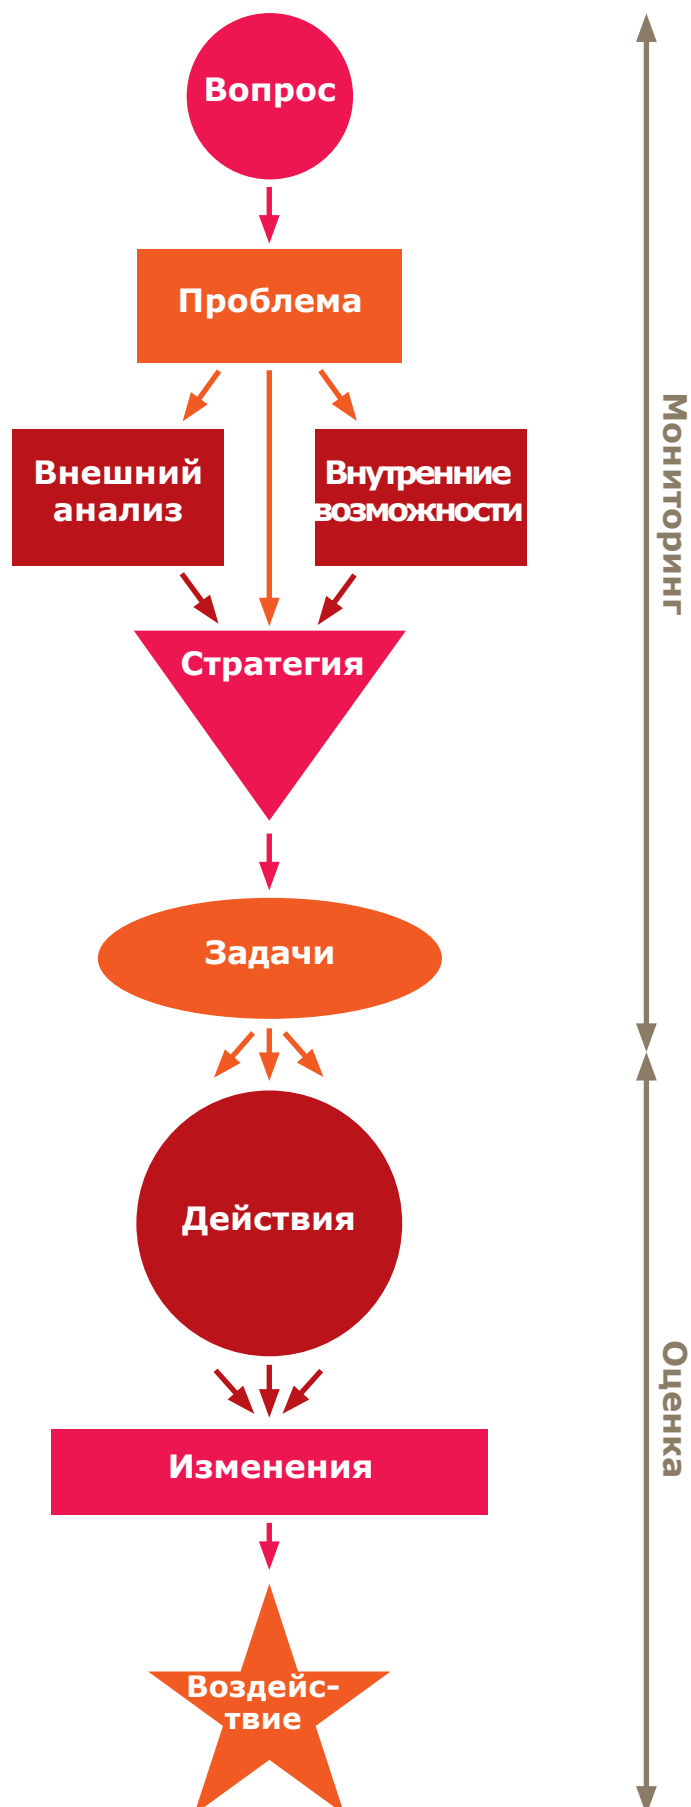 Вопрос
Проблема
Внешний
анализ
Внутренние
возможности
Стратегия
Задачи
Действия
Изменения
Воздейс-
твие
Мониторинг
Оценка